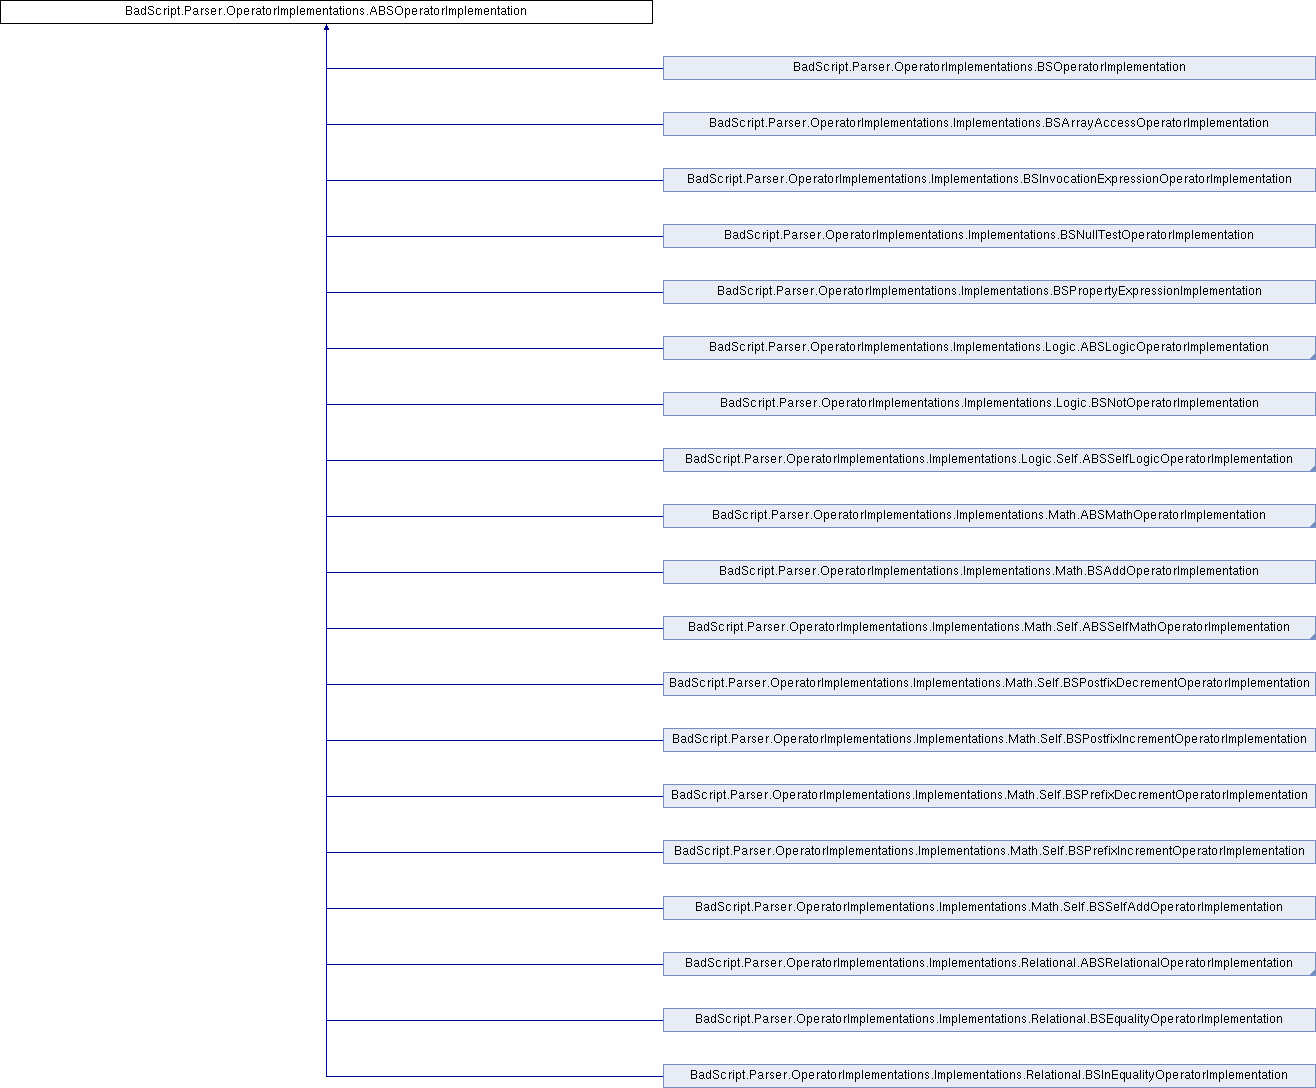 BadScript.Parser.OperatorImplementations.ABSOperatorImplementation
BadScript.Parser.OperatorImplementations.BSOperatorImplementation
BadScript.Parser.OperatorImplementations.Implementations.BSArrayAccessOperatorImplementation
BadScript.Parser.OperatorImplementations.Implementations.BSInvocationExpressionOperatorImplementation
BadScript.Parser.OperatorImplementations.Implementations.BSNullTestOperatorImplementation
BadScript.Parser.OperatorImplementations.Implementations.BSPropertyExpressionImplementation
BadScript.Parser.OperatorImplementations.Implementations.Logic.ABSLogicOperatorImplementation
BadScript.Parser.OperatorImplementations.Implementations.Logic.BSNotOperatorImplementation
BadScript.Parser.OperatorImplementations.Implementations.Logic.Self.ABSSelfLogicOperatorImplementation
BadScript.Parser.OperatorImplementations.Implementations.Math.ABSMathOperatorImplementation
BadScript.Parser.OperatorImplementations.Implementations.Math.BSAddOperatorImplementation
BadScript.Parser.OperatorImplementations.Implementations.Math.Self.ABSSelfMathOperatorImplementation
BadScript.Parser.OperatorImplementations.Implementations.Math.Self.BSPostfixDecrementOperatorImplementation
BadScript.Parser.OperatorImplementations.Implementations.Math.Self.BSPostfixIncrementOperatorImplementation
BadScript.Parser.OperatorImplementations.Implementations.Math.Self.BSPrefixDecrementOperatorImplementation
BadScript.Parser.OperatorImplementations.Implementations.Math.Self.BSPrefixIncrementOperatorImplementation
BadScript.Parser.OperatorImplementations.Implementations.Math.Self.BSSelfAddOperatorImplementation
BadScript.Parser.OperatorImplementations.Implementations.Relational.ABSRelationalOperatorImplementation
BadScript.Parser.OperatorImplementations.Implementations.Relational.BSEqualityOperatorImplementation
BadScript.Parser.OperatorImplementations.Implementations.Relational.BSInEqualityOperatorImplementation